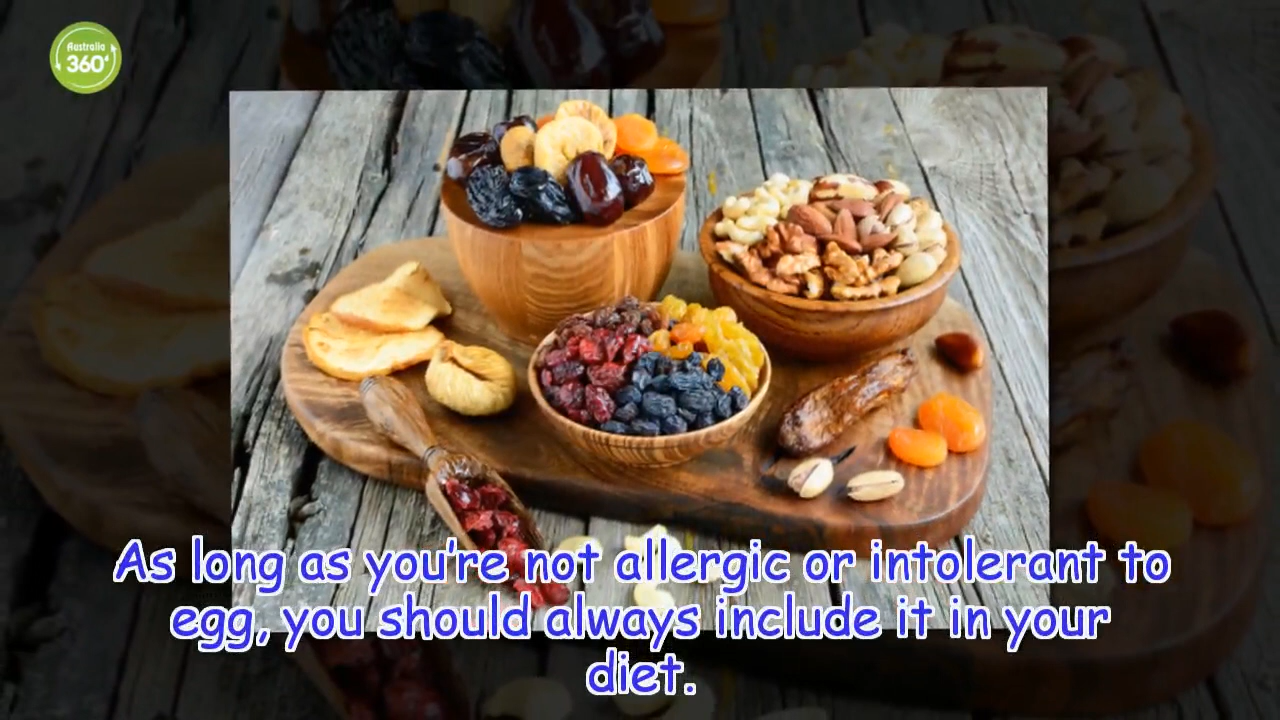 Australia
360°
As long as you're not allergic or intolerant to
egg, you should always include it in your
diet.